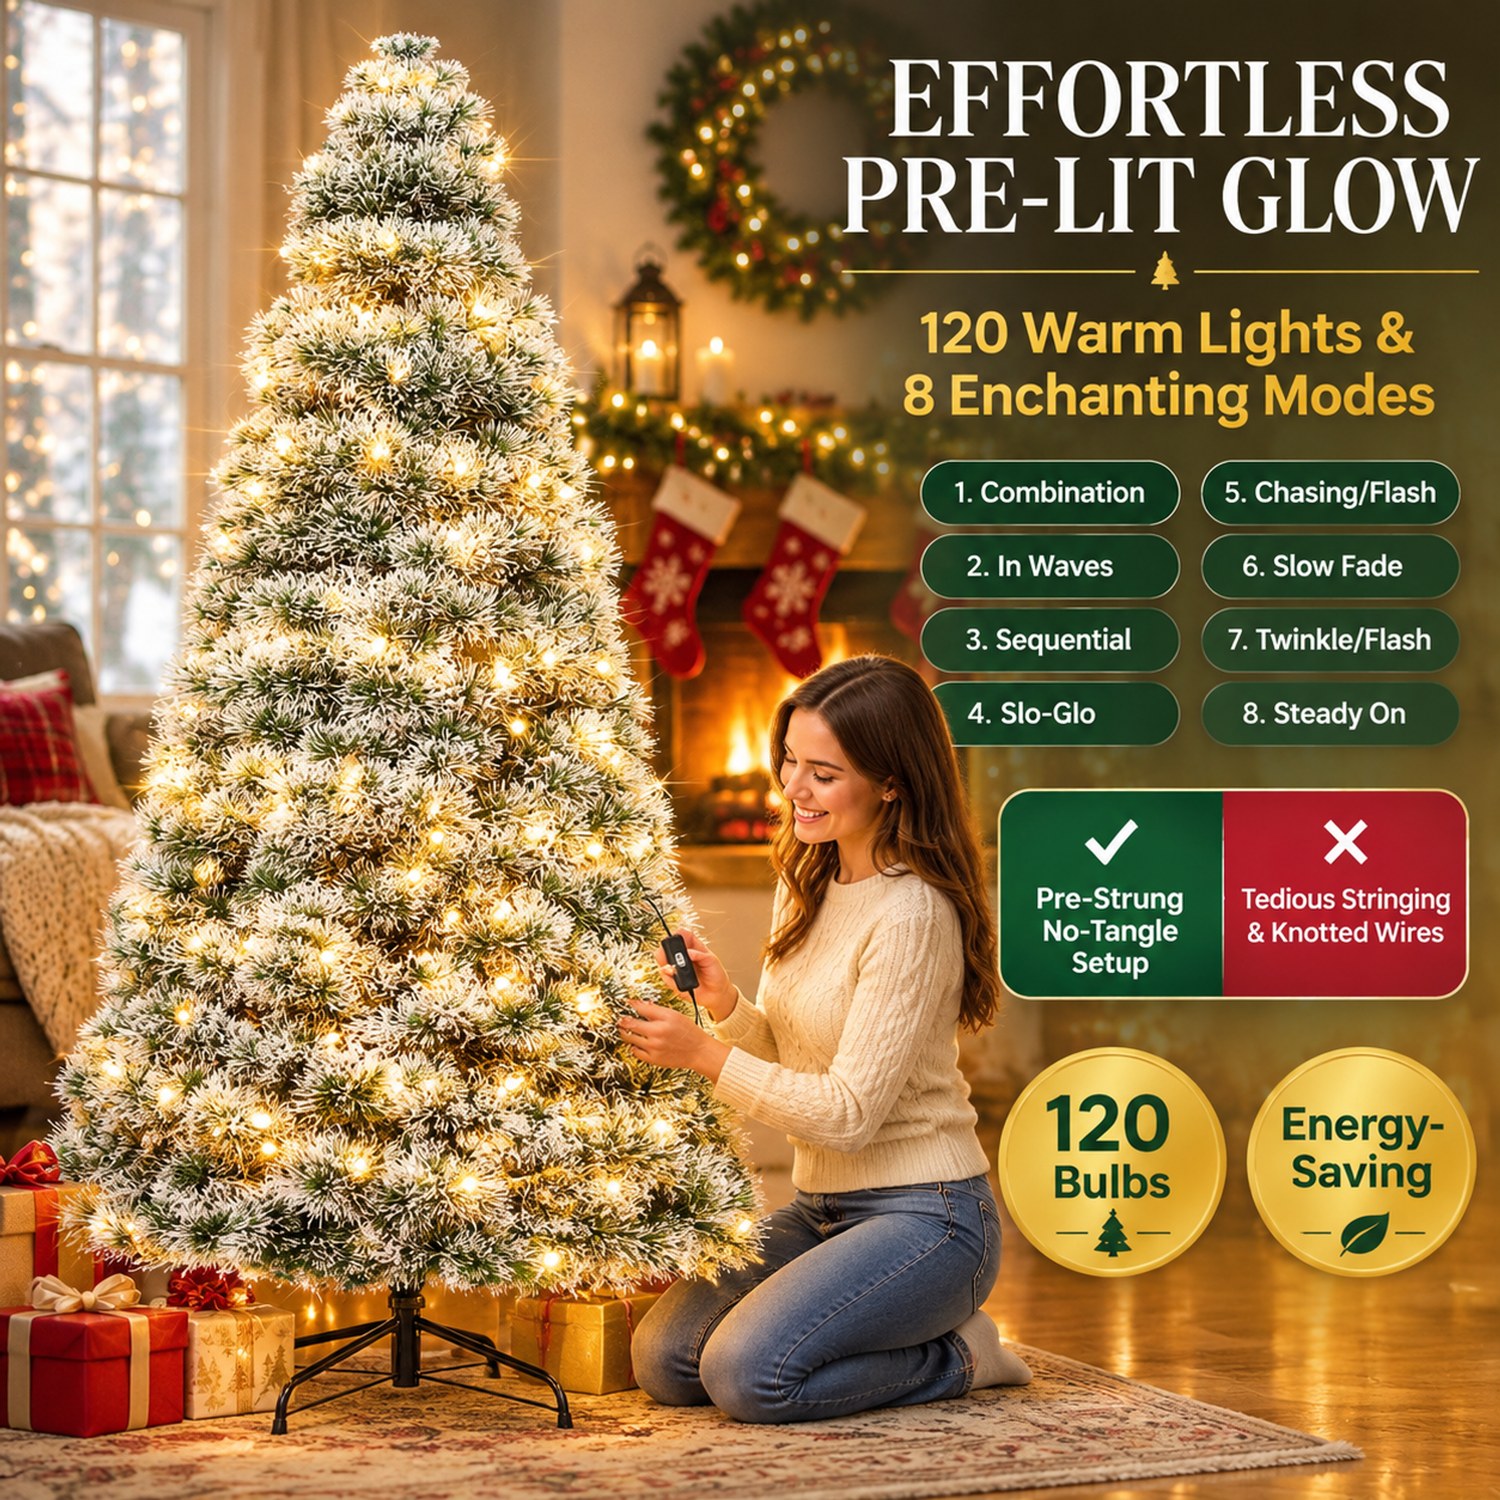 EFFORTLESS
PRE-LIT GLOW
120 Warm Lights &
8 Enchanting Modes
1. Combination
2. In Waves
3. Sequential
4. Slo-Glo
5. Chasing/Flash
6. Slow Fade
7. Twinkle/Flash
8. Steady On
Pre-Strung
No-Tangle
Setup
Tedious Stringing
& Knotted Wires
120
Bulbs
Energy-
Saving